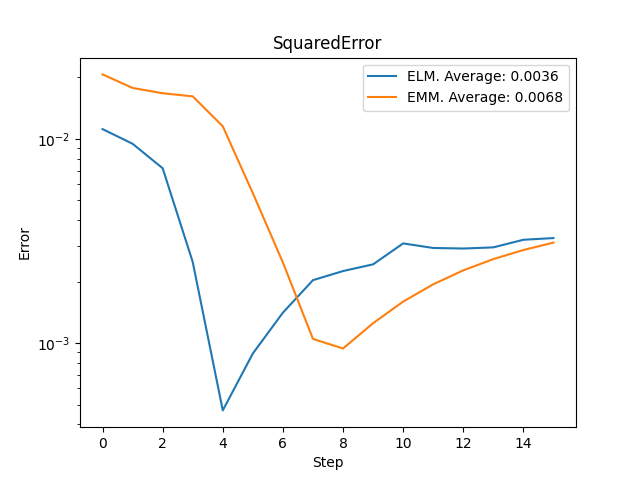 SquaredError
ELM. Average: 0.0036
EMM. Average: 0.0068
10⁻²
10⁻³
Error
0 2 4 6 8 10 12 14
Step